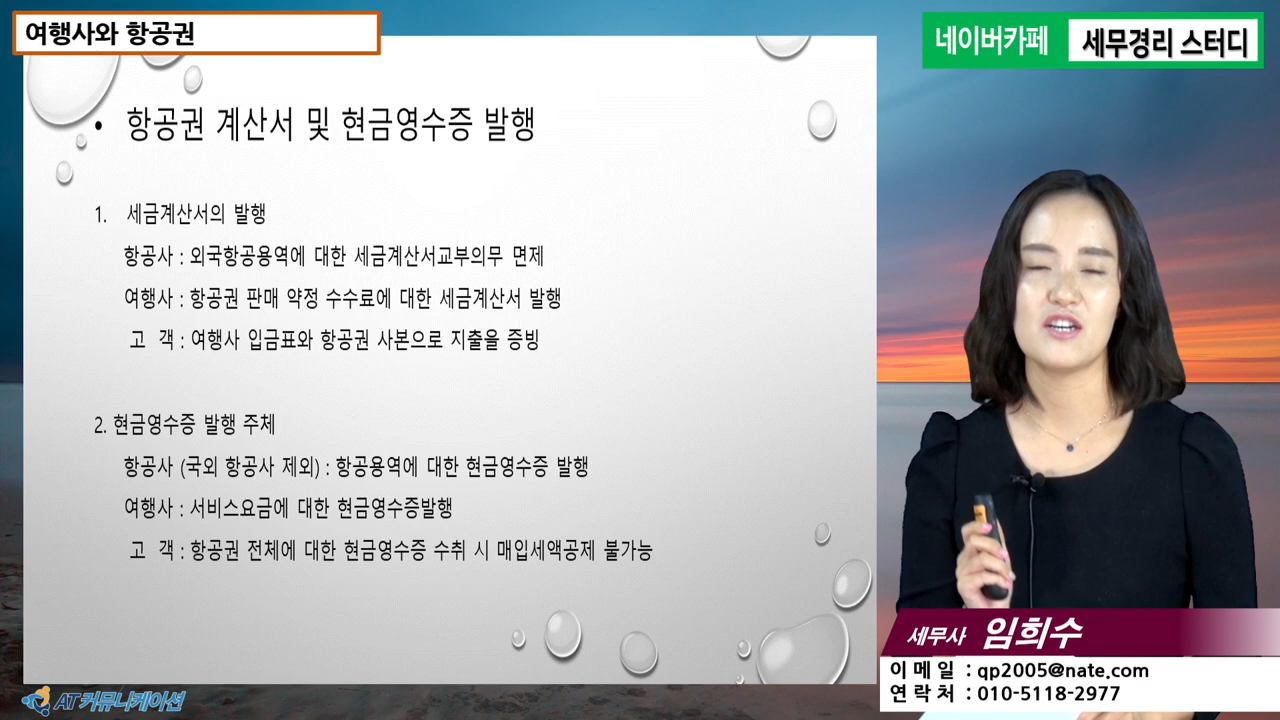 여행사와 항공권
네이버카페 세무경리 스터디
• 항공권 계산서 및 현금영수증 발행
1. 세금계산서의 발행
항공사 : 외국항공용역에 대한 세금계산서교부의무 면제
여행사 : 항공권 판매 약정 수수료에 대한 세금계산서 발행
고 객 : 여행사 입금표와 항공권 사본으로 지출을 증빙
2. 현금영수증 발행 주체
항공사 (국외 항공사 제외) : 항공용역에 대한 현금영수증 발행
여행사 : 서비스요금에 대한 현금영수증발행
고 객 : 항공권 전체에 대한 현금영수증 수취 시 매입세액공제 불가능
세무사 임희수
이 메 일 : qp2005@nate.com
연 락 처 : 010-5118-2977
AT커뮤니케이션